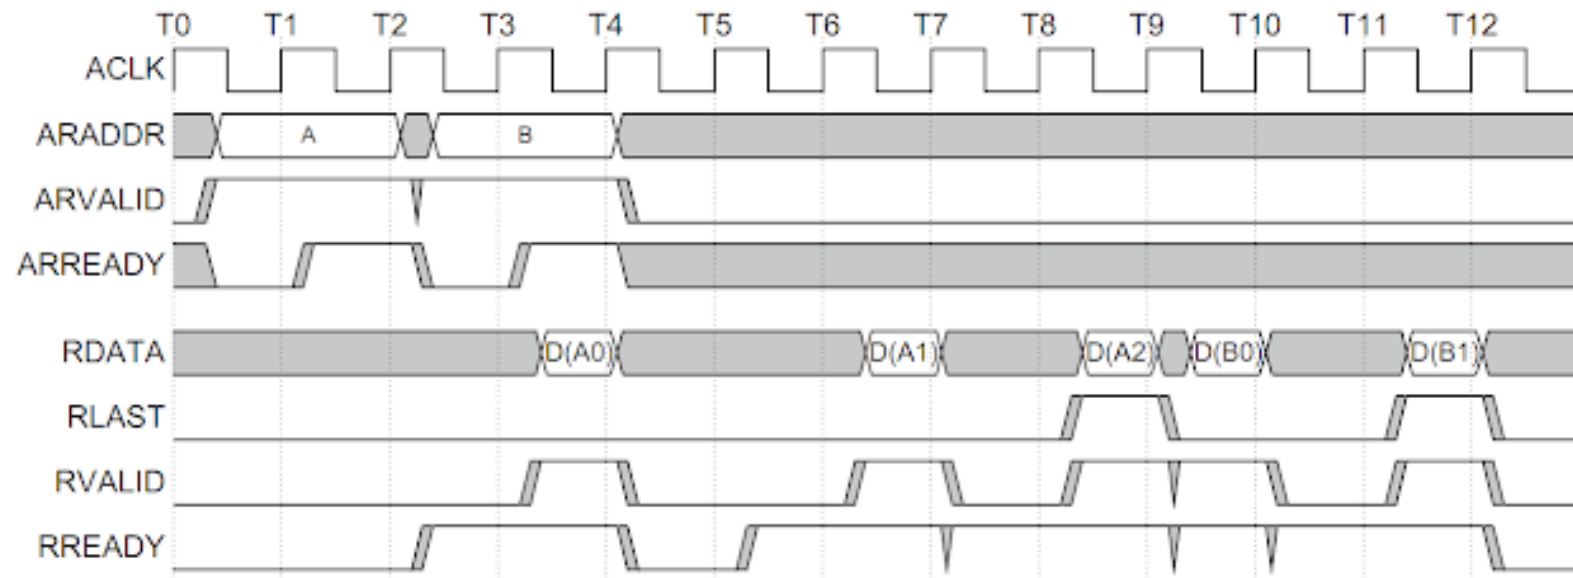 T0 T1 T2 T3 T4 T5 T6 T7 T8 T9 T10 T11 T12
ACLK
ARADDR A B
ARVALID
ARREADY
RDATA D(A0) D(A1) D(A2) D(B0) D(B1)
RLAST
RVALID
RREADY